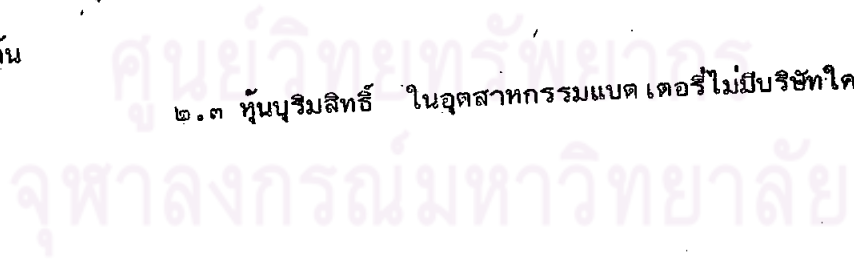 ศูนย์วิทยทรัพยากร
๒.๓ หุ้นบุริมสิทธิ์ ในอุตสาหกรรมแบตเตอรี่ไม่มีบริษัทใด
จุฬาลงกรณ์มหาวิทยาลัย